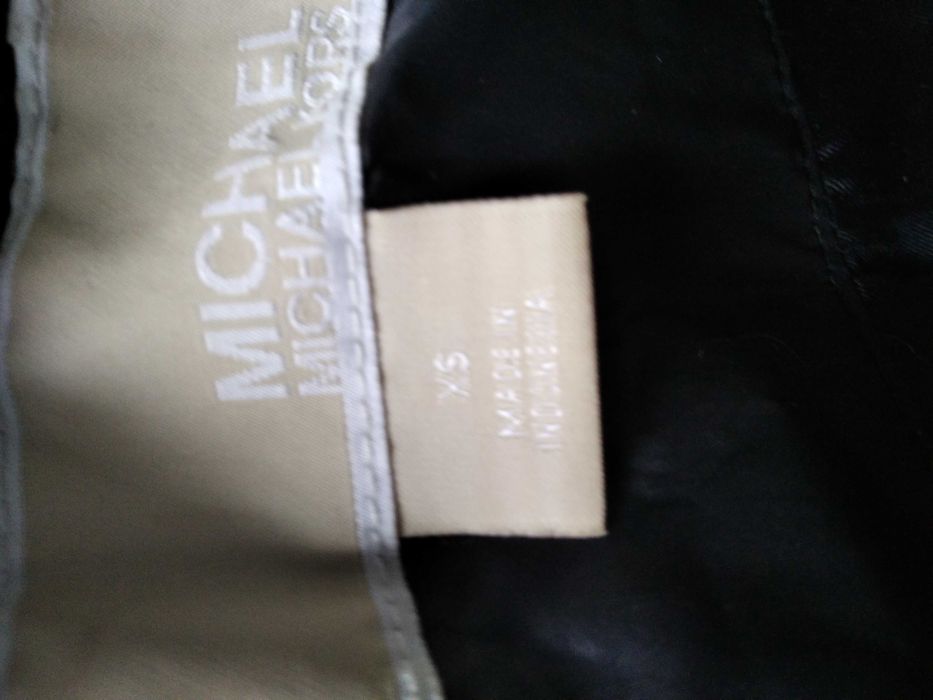 MICHAEL
MICHAEL KORS
XS
MADE IN
INDONESIA